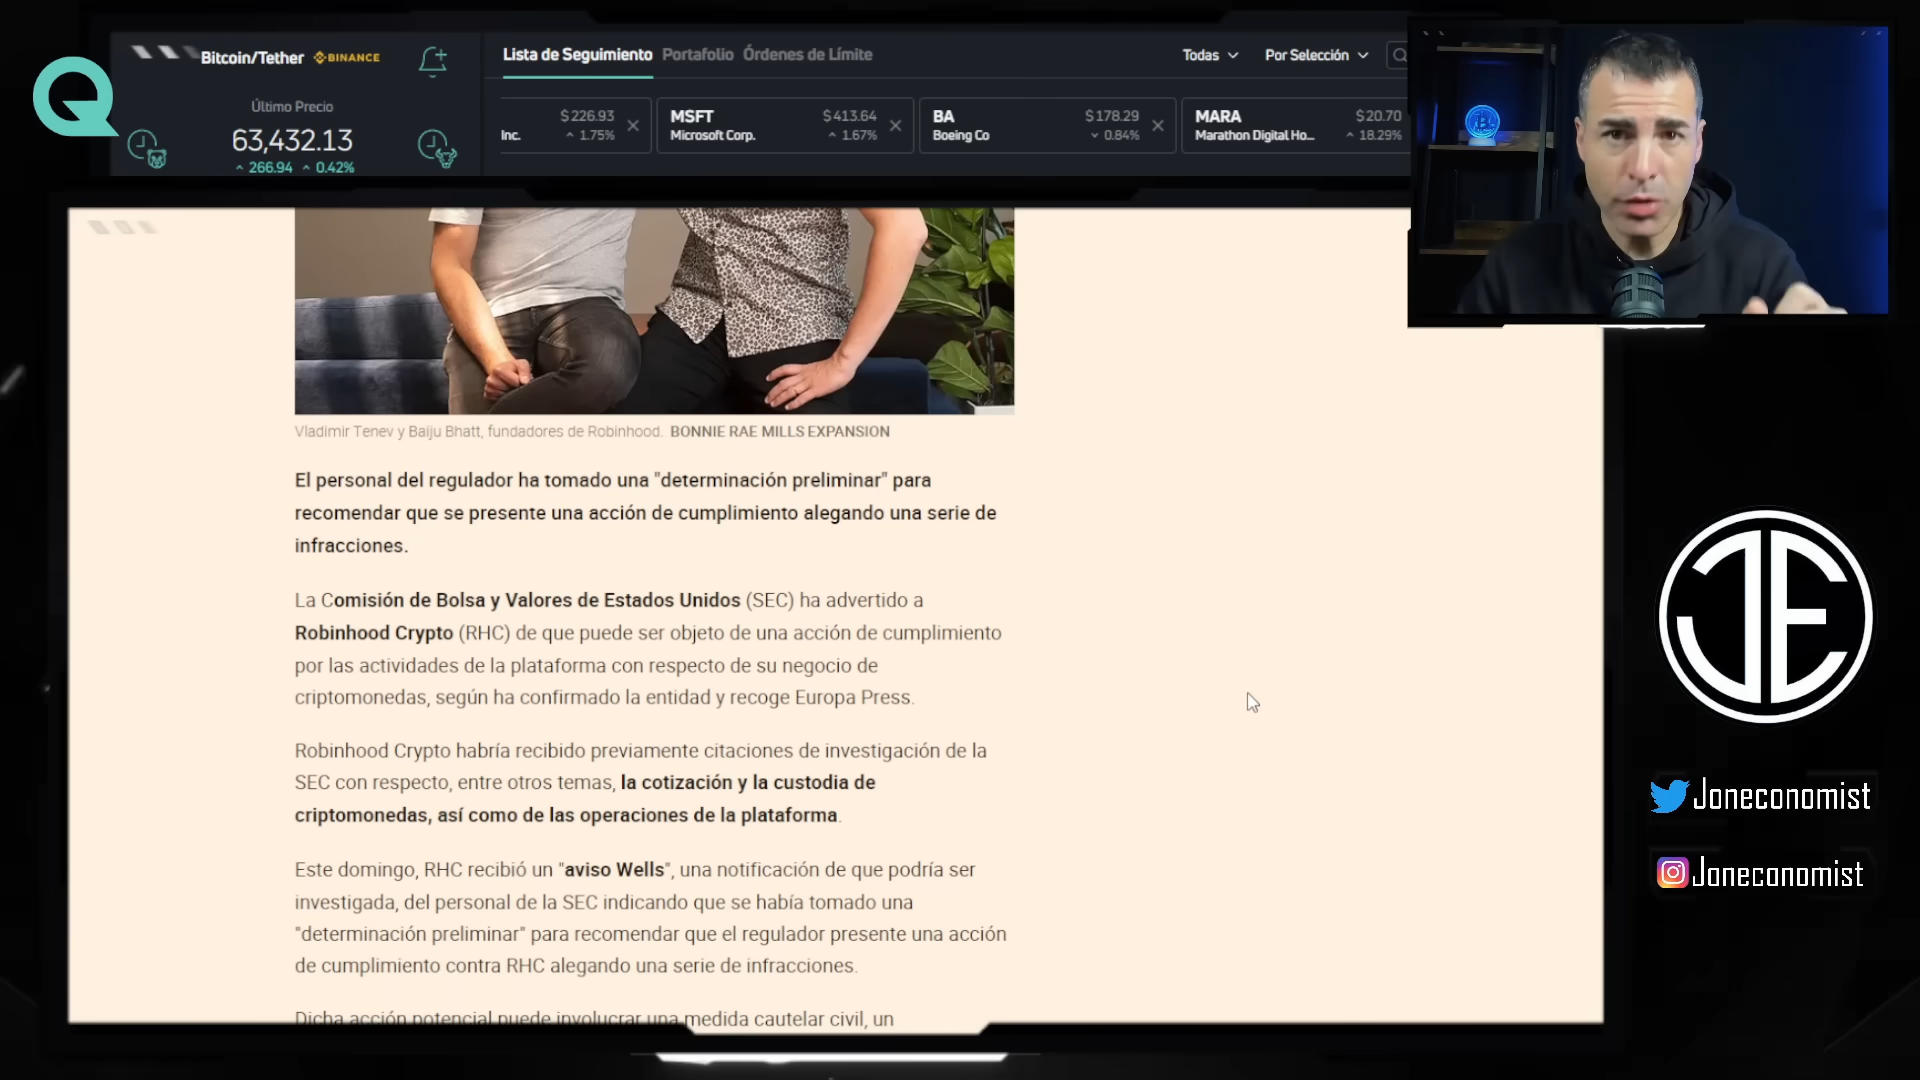 Bitcoin/Tether BINANCE
Último Precio
63,432.13
266.94 0.42%
Lista de Seguimiento Portafolio Órdenes de Límite
Todas Por Selección
Inc. $226.93 1.75%
MSFT $413.64
Microsoft Corp. 1.67%
BA $178.29
Boeing Co 0.84%
MARA $20.70
Marathon Digital Ho... 18.29%
Vladimir Tenev y Baiju Bhatt, fundadores de Robinhood. BONNIE RAE MILLS EXPANSION
El personal del regulador ha tomado una "determinación preliminar" para
recomendar que se presente una acción de cumplimiento alegando una serie de
infracciones.
La Comisión de Bolsa y Valores de Estados Unidos (SEC) ha advertido a
Robinhood Crypto (RHC) de que puede ser objeto de una acción de cumplimiento
por las actividades de la plataforma con respecto de su negocio de
criptomonedas, según ha confirmado la entidad y recoge Europa Press.
Robinhood Crypto habría recibido previamente citaciones de investigación de la
SEC con respecto, entre otros temas, la cotización y la custodia de
criptomonedas, así como de las operaciones de la plataforma.
Este domingo, RHC recibió un "aviso Wells", una notificación de que podría ser
investigada, del personal de la SEC indicando que se había tomado una
"determinación preliminar" para recomendar que el regulador presente una acción
de cumplimiento contra RHC alegando una serie de infracciones.
Dicha acción potencial puede involucrar una medida cautelar civil, un
JE
Joneconomist
Joneconomist